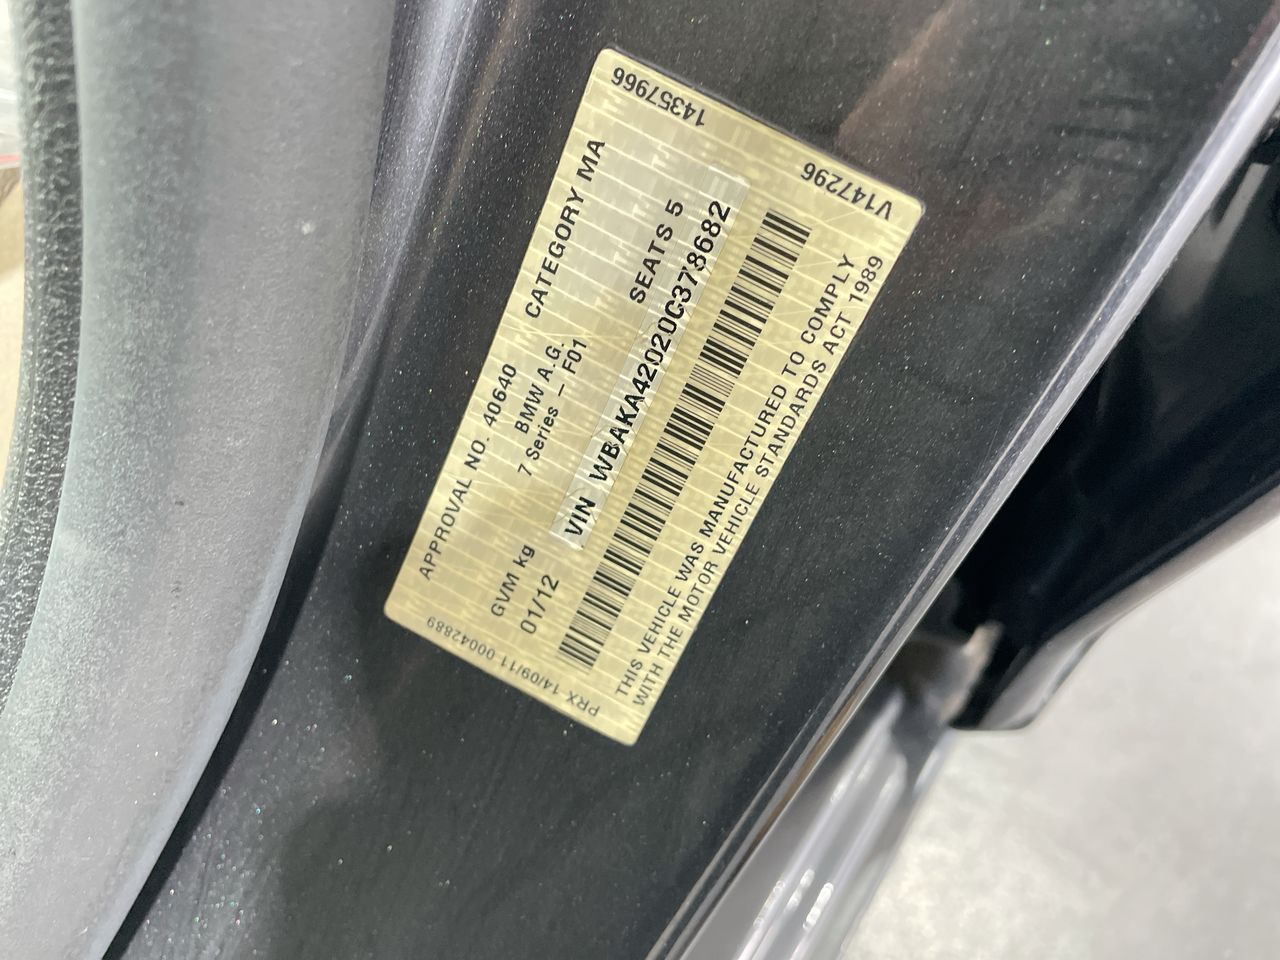 14357966
V147296
APPROVAL NO. 40640 CATEGORY MA
BMW A.G.
7 Series – F01 SEATS 5
GVM kg
VIN WBAKA42020C378682
01/12
THIS VEHICLE WAS MANUFACTURED TO COMPLY
WITH THE MOTOR VEHICLE STANDARDS ACT 1989
PRX 14/09/11 00042889